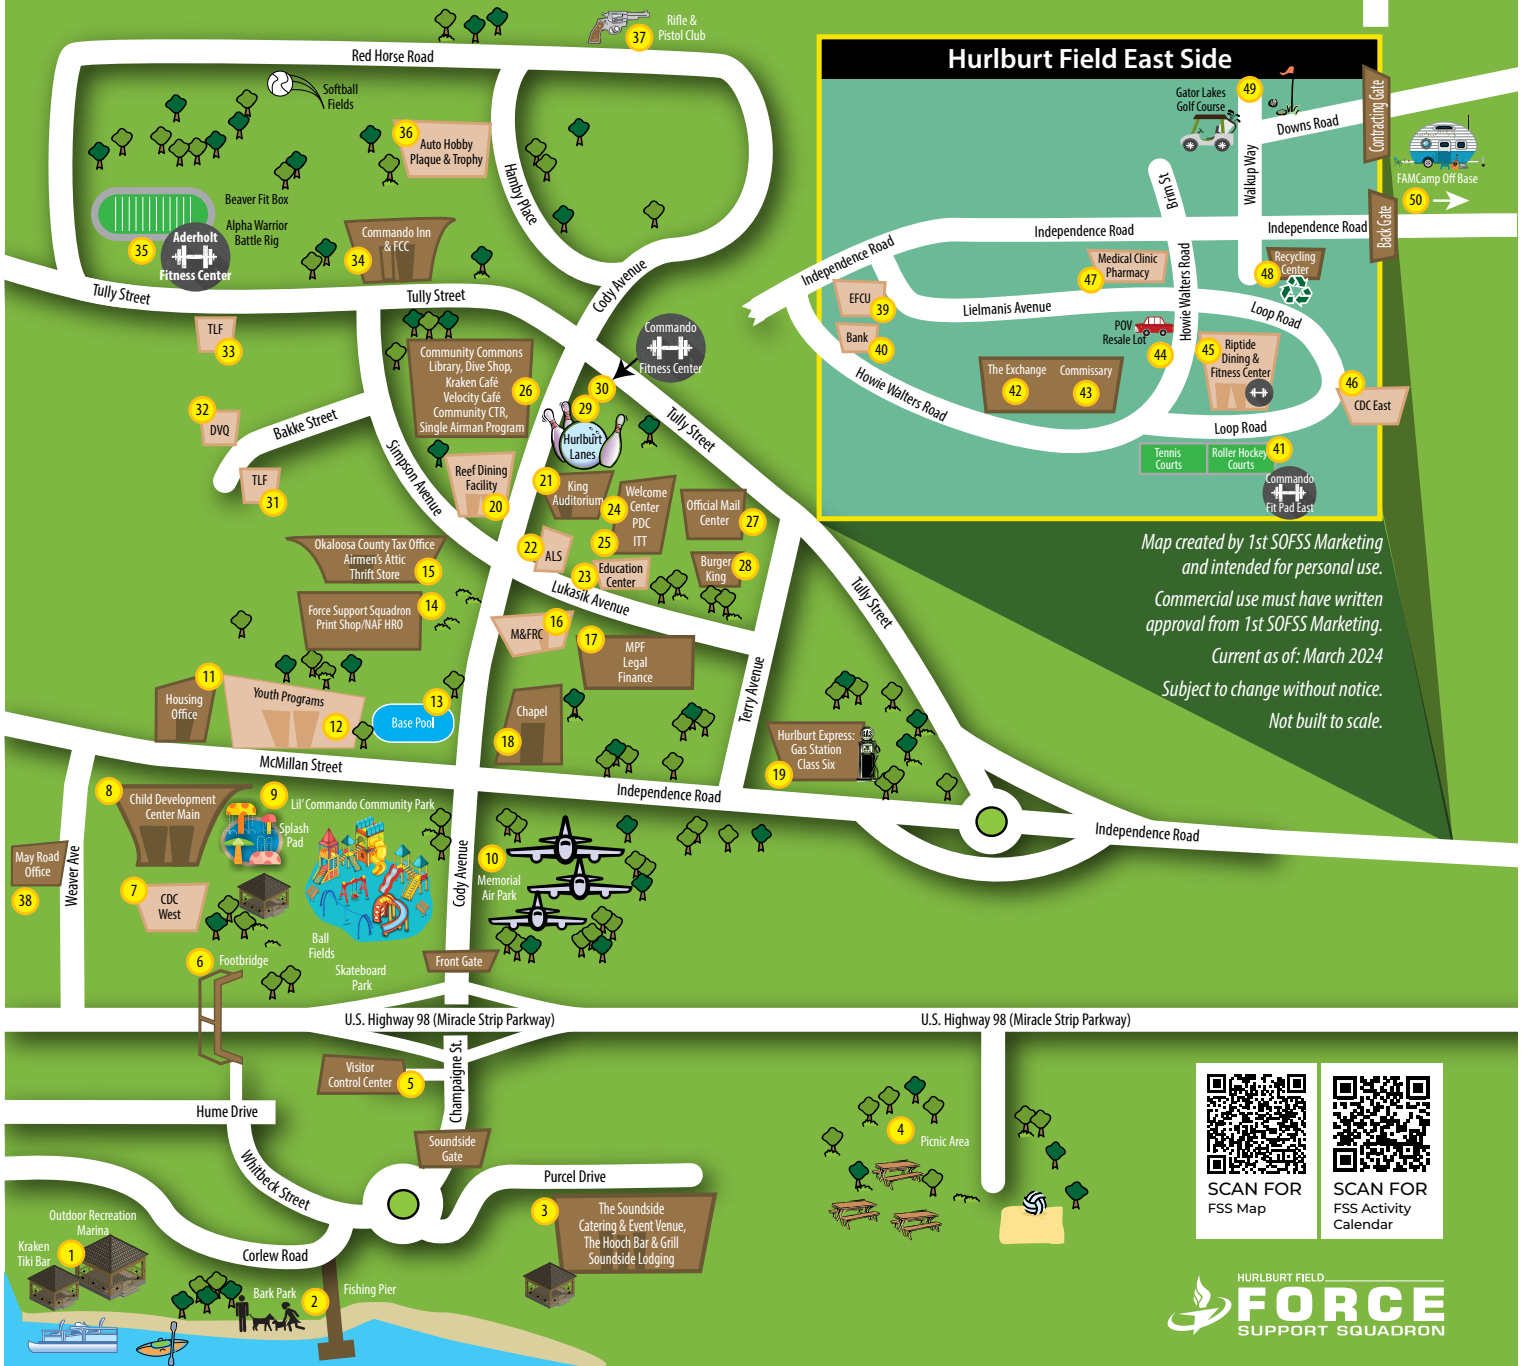 Rifle &
Pistol Club
37
Red Horse Road
Softball
Fields
36
Auto Hobby
Plaque & Trophy
Hamby Place
Beaver Fit Box
Alpha Warrior
Battle Rig
35
Aderholt
Fitness Center
Commando Inn
& FCC
34
Tully Street
Tully Street
Cody Avenue
TLF
33
Commando
Fitness Center
Community Commons
Library, Dive Shop,
Kraken Café
Velocity Café
Community CTR,
Single Airman Program
26
30
29
Hurlburt
Lanes
Tully Street
32
DVQ
Bakke Street
Simpson Avenue
TLF
31
Reef Dining
Facility
20
21
King
Auditorium
24
Welcome
Center
PDC
ITT
25
Official Mail
Center
27
22
ALS
23
Education
Center
Burger
King
28
Lukasik Avenue
Okaloosa County Tax Office
Airmen's Attic
Thrift Store
15
Force Support Squadron
Print Shop/NAF HRO
14
M&FRC
16
17
MPF
Legal
Finance
Tully Street
Terry Avenue
11
Housing
Office
Youth Programs
12
13
Base Pool
Chapel
18
Hurlburt Express:
Gas Station
Class Six
19
McMillan Street
Independence Road
Independence Road
8
Child Development
Center Main
9
Lil' Commando Community Park
Splash
Pad
May Road
Office
38
Weaver Ave
7
CDC
West
Cody Avenue
10
Memorial
Air Park
Ball
Fields
Skateboard
Park
Front Gate
6
Footbridge
U.S. Highway 98 (Miracle Strip Parkway)
U.S. Highway 98 (Miracle Strip Parkway)
Visitor
Control Center
5
Champaigne St.
Hume Drive
Whitbeck Street
Soundside
Gate
Purcel Drive
3
The Soundside
Catering & Event Venue,
The Hooch Bar & Grill
Soundside Lodging
4
Picnic Area
Outdoor Recreation
Marina
Kraken
Tiki Bar
1
Corlew Road
Bark Park
2
Fishing Pier
Hurlburt Field East Side
Gator Lakes
Golf Course
49
Downs Road
Contracting Gate
FAMCamp Off Base
50
Walkup Way
Brim St
Independence Road
Independence Road
Independence Road
Back Gate
Medical Clinic
Pharmacy
47
Howie Walters Road
Recycling
Center
48
EFCU
39
Lielmanis Avenue
Loop Road
Bank
40
POV
Resale Lot
44
45
Riptide
Dining &
Fitness Center
46
CDC East
Howie Walters Road
The Exchange
42
Commissary
43
Loop Road
Tennis
Courts
Roller Hockey
Courts
41
Commando
Fit Pad East
Map created by 1st SOFSS Marketing
and intended for personal use.
Commercial use must have written
approval from 1st SOFSS Marketing.
Current as of: March 2024
Subject to change without notice.
Not built to scale.
SCAN FOR
FSS Map
SCAN FOR
FSS Activity
Calendar
HURLBURT FIELD
FORCE
SUPPORT SQUADRON